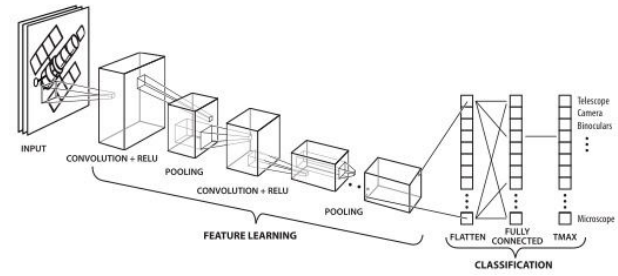 INPUT
CONVOLUTION + RELU
POOLING
CONVOLUTION + RELU
POOLING
FEATURE LEARNING
Telescope
Camera
Binoculars
Microscope
FLATTEN
FULLY
CONNECTED
TMAX
CLASSIFICATION